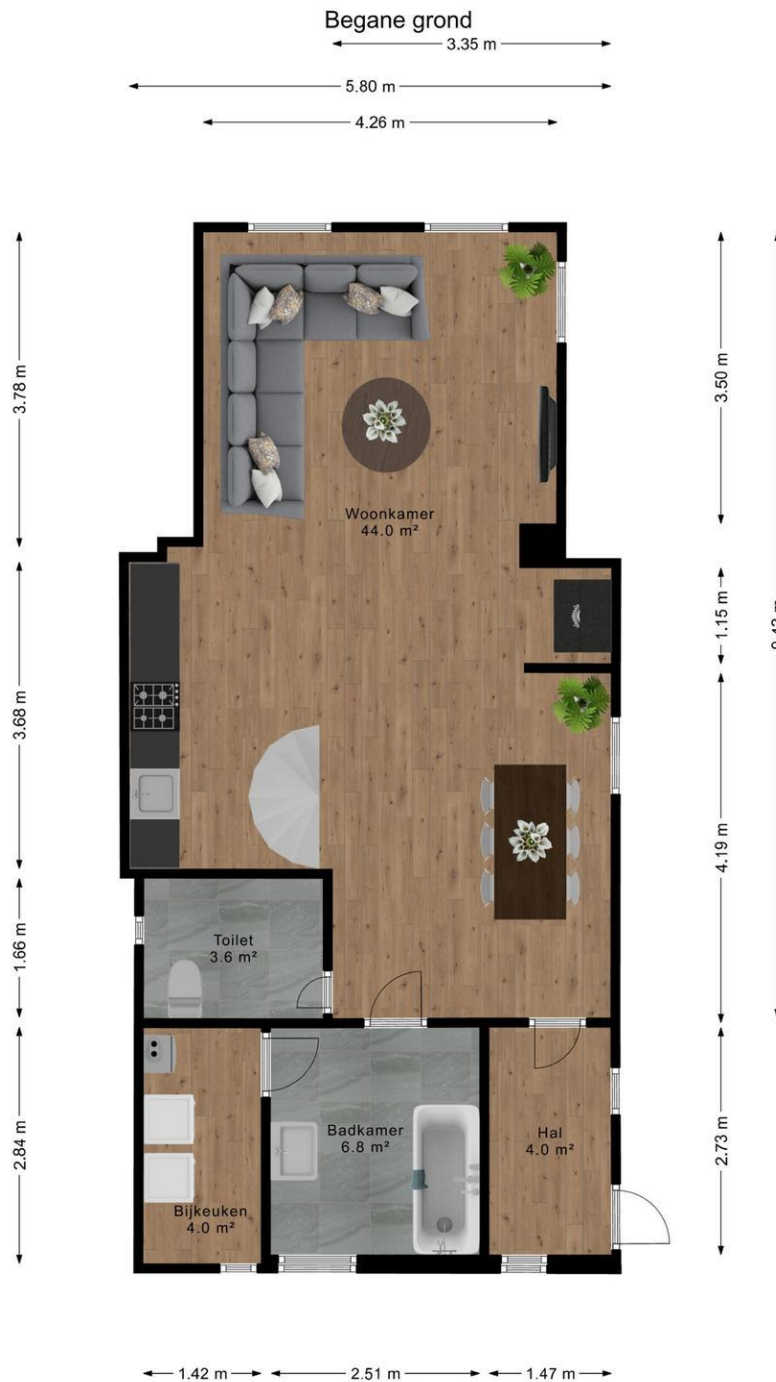 Begane grond
3.35 m
5.80 m
4.26 m
3.78 m
3.50 m
Woonkamer
44.0 m²
1.15 m
3.68 m
4.19 m
1.66 m
Toilet
3.6 m²
2.84 m
Badkamer
6.8 m²
Hal
4.0 m²
2.73 m
Bijkeuken
4.0 m²
1.42 m
2.51 m
1.47 m